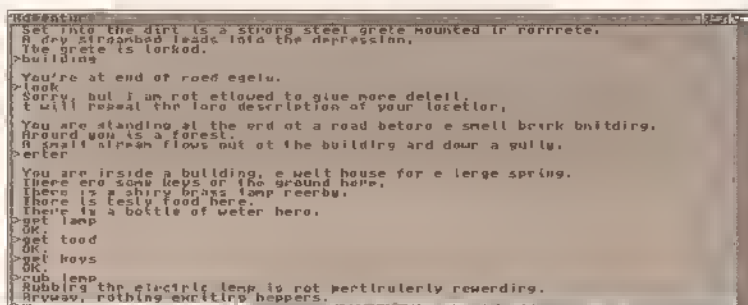 Adventure
Set into the dirt is a strong steel grate mounted in concrete.
A dry streambed leads into the depression.
The grate is locked.
>building
You're at end of road again.
>look
Sorry, but I am not allowed to give more detail.
I will repeat the long description of your location.
You are standing at the end of a road before a small brick building.
Around you is a forest.
A small stream flows out of the building and down a gully.
>enter
You are inside a building, a well house for a large spring.
There are some keys on the ground here.
There is a shiny brass lamp nearby.
There is tasty food here.
There is a bottle of water here.
>get lamp
OK.
>get food
OK.
>get keys
OK.
>rub lamp
Rubbing the electric lamp is not particularly rewarding.
Anyway, nothing exciting happens.